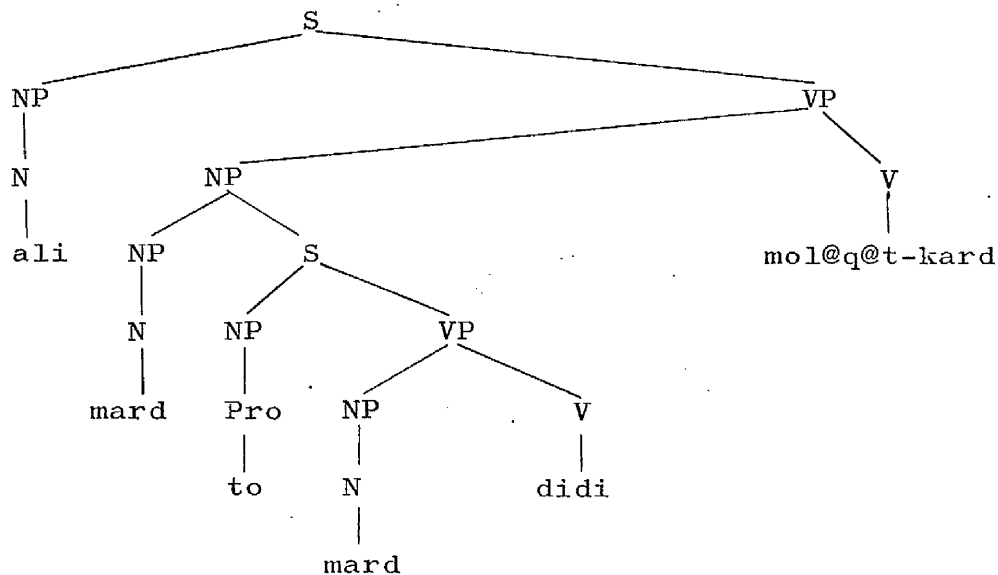 S
NP VP
N NP V
ali NP S mol@q@t-kard
N NP VP
mard Pro NP V
to N didi
mard